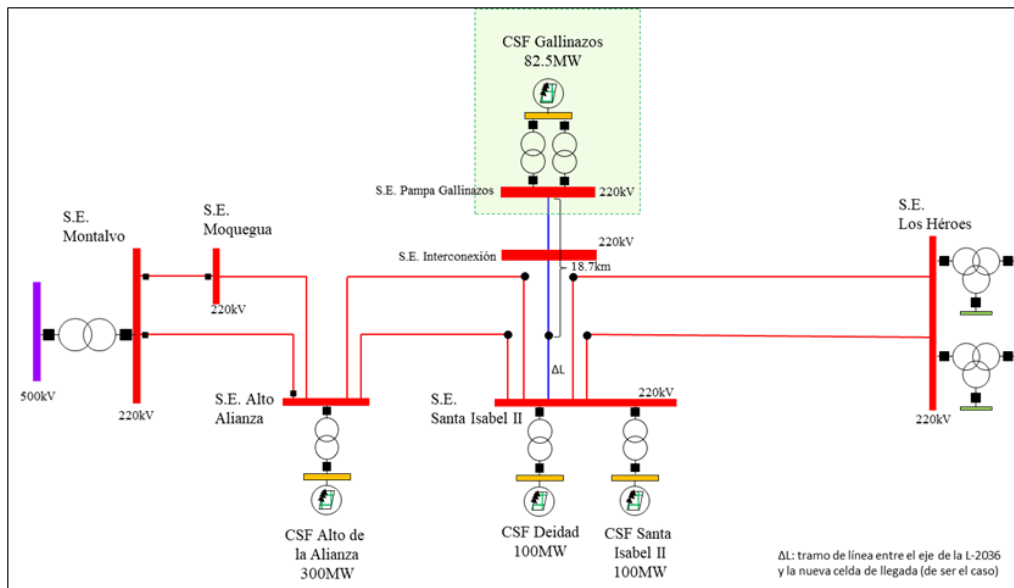 CSF Gallinazos
82.5MW
S.E. Pampa Gallinazos
220kV
S.E.
Montalvo
S.E.
Moquegua
220kV
S.E. Interconexión
18.7km
S.E.
Los Héroes
220kV
500kV
220kV
S.E. Alto
Alianza
S.E.
Santa Isabel II
ΔL
220kV
220kV
CSF Alto de
la Alianza
300MW
CSF Deidad
100MW
CSF Santa
Isabel II
100MW
ΔL: tramo de línea entre el eje de la L-2036
y la nueva celda de llegada (de ser el caso)